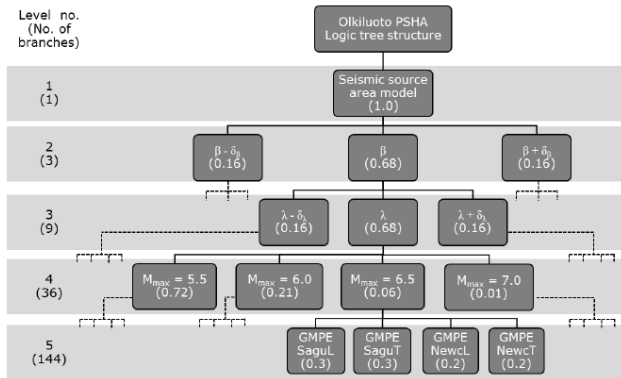 Level no.
(No. of
branches)
Olkiluoto PSHA
Logic tree structure
1
(1)
Seismic source
area model
(1.0)
2
(3)
β - δβ
(0.16)
β
(0.68)
β + δβ
(0.16)
3
(9)
λ - δλ
(0.16)
λ
(0.68)
λ + δλ
(0.16)
4
(36)
Mmax = 5.5
(0.72)
Mmax = 6.0
(0.21)
Mmax = 6.5
(0.06)
Mmax = 7.0
(0.01)
5
(144)
GMPE
SaguL
(0.3)
GMPE
SaguT
(0.3)
GMPE
NewcL
(0.2)
GMPE
NewcT
(0.2)